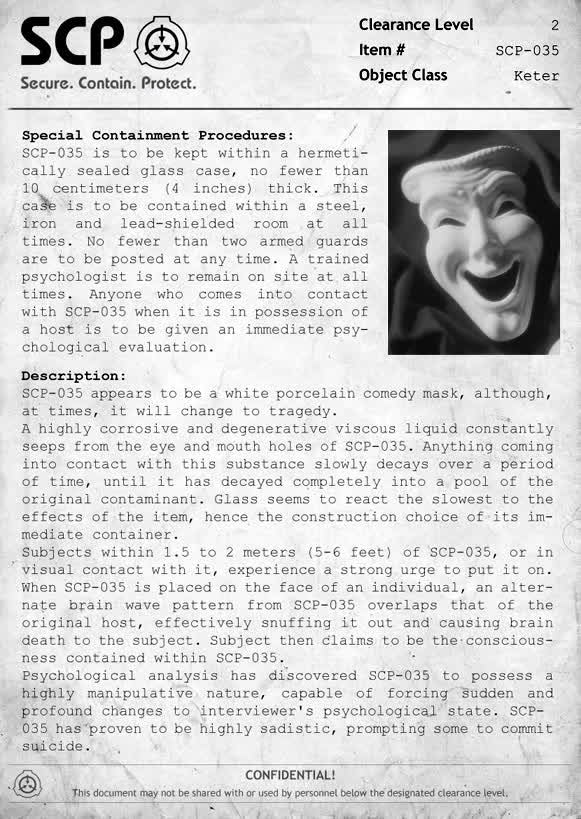 SCP
Secure. Contain. Protect.
Clearance Level 2
Item # SCP-035
Object Class Keter
Special Containment Procedures:
SCP-035 is to be kept within a hermeti-
cally sealed glass case, no fewer than
10 centimeters (4 inches) thick. This
case is to be contained within a steel,
iron and lead-shielded room at all
times. No fewer than two armed guards
are to be posted at any time. A trained
psychologist is to remain on site at all
times. Anyone who comes into contact
with SCP-035 when it is in possession of
a host is to be given an immediate psy-
chological evaluation.
Description:
SCP-035 appears to be a white porcelain comedy mask, although,
at times, it will change to tragedy.
A highly corrosive and degenerative viscous liquid constantly
seeps from the eye and mouth holes of SCP-035. Anything coming
into contact with this substance slowly decays over a period
of time, until it has decayed completely into a pool of the
original contaminant. Glass seems to react the slowest to the
effects of the item, hence the construction choice of its im-
mediate container.
Subjects within 1.5 to 2 meters (5-6 feet) of SCP-035, or in
visual contact with it, experience a strong urge to put it on.
When SCP-035 is placed on the face of an individual, an alter-
nate brain wave pattern from SCP-035 overlaps that of the
original host, effectively snuffing it out and causing brain
death to the subject. Subject then claims to be the conscious-
ness contained within SCP-035.
Psychological analysis has discovered SCP-035 to possess a
highly manipulative nature, capable of forcing sudden and
profound changes to interviewer's psychological state. SCP-
035 has proven to be highly sadistic, prompting some to commit
suicide.
CONFIDENTIAL!
This document may not be shared with or used by personnel below the designated clearance level.